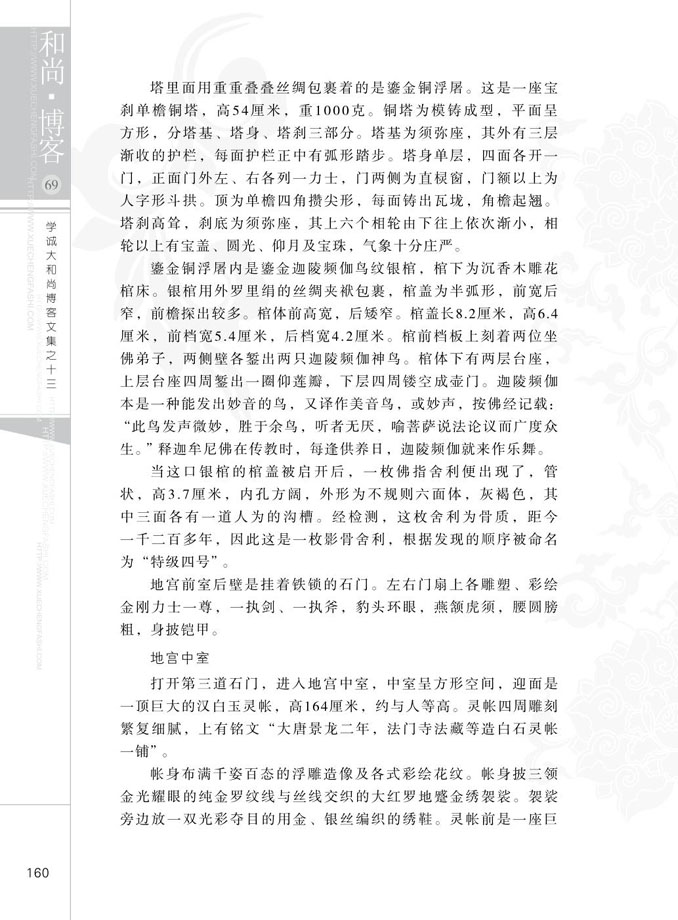 和尚·博客
69
学诚大和尚博客文集之十三
塔里面用重重叠叠丝绸包裹着的是鎏金铜浮屠。这是一座宝
刹单檐铜塔，高54厘米，重1000克。铜塔为模铸成型，平面呈
方形，分塔基、塔身、塔刹三部分。塔基为须弥座，其外有三层
渐收的护栏，每面护栏正中有弧形踏步。塔身单层，四面各开一
门，正面门外左、右各列一力士，门两侧为直棂窗，门额以上为
人字形斗拱。顶为单檐四角攒尖形，每面铸出瓦垅，角檐起翘。
塔刹高耸，刹底为须弥座，其上六个相轮由下往上依次渐小，相
轮以上有宝盖、圆光、仰月及宝珠，气象十分庄严。
鎏金铜浮屠内是鎏金迦陵频伽鸟纹银棺，棺下为沉香木雕花
棺床。银棺用外罗里绢的丝绸夹袱包裹，棺盖为半弧形，前宽后
窄，前檐探出较多。棺体前高宽，后矮窄。棺盖长8.2厘米，高6.4
厘米，前档宽5.4厘米，后档宽4.2厘米。棺前档板上刻着两位坐
佛弟子，两侧壁各錾出两只迦陵频伽神鸟。棺体下有两层台座，
上层台座四周錾出一圈仰莲瓣，下层四周镂空成壶门。迦陵频伽
本是一种能发出妙音的鸟，又译作美音鸟，或妙声，按佛经记载：
“此鸟发声微妙，胜于余鸟，听者无厌，喻菩萨说法论议而广度众
生。”释迦牟尼佛在传教时，每逢供养日，迦陵频伽就来作乐舞。
当这口银棺的棺盖被启开后，一枚佛指舍利便出现了，管
状，高3.7厘米，内孔方阔，外形为不规则六面体，灰褐色，其
中三面各有一道人为的沟槽。经检测，这枚舍利为骨质，距今
一千二百多年，因此这是一枚影骨舍利，根据发现的顺序被命名
为“特级四号”。
地宫前室后壁是挂着铁锁的石门。左右门扇上各雕塑、彩绘
金刚力士一尊，一执剑、一执斧，豹头环眼，燕颔虎须，腰圆膀
粗，身披铠甲。
地宫中室
打开第三道石门，进入地宫中室，中室呈方形空间，迎面是
一顶巨大的汉白玉灵帐，高164厘米，约与人等高。灵帐四周雕刻
繁复细腻，上有铭文“大唐景龙二年，法门寺法藏等造白石灵帐
一铺”。
帐身布满千姿百态的浮雕造像及各式彩绘花纹。帐身披三领
金光耀眼的纯金罗纹线与丝线交织的大红罗地蹙金绣袈裟。袈裟
旁边放一双光彩夺目的用金、银丝编织的绣鞋。灵帐前是一座巨
160